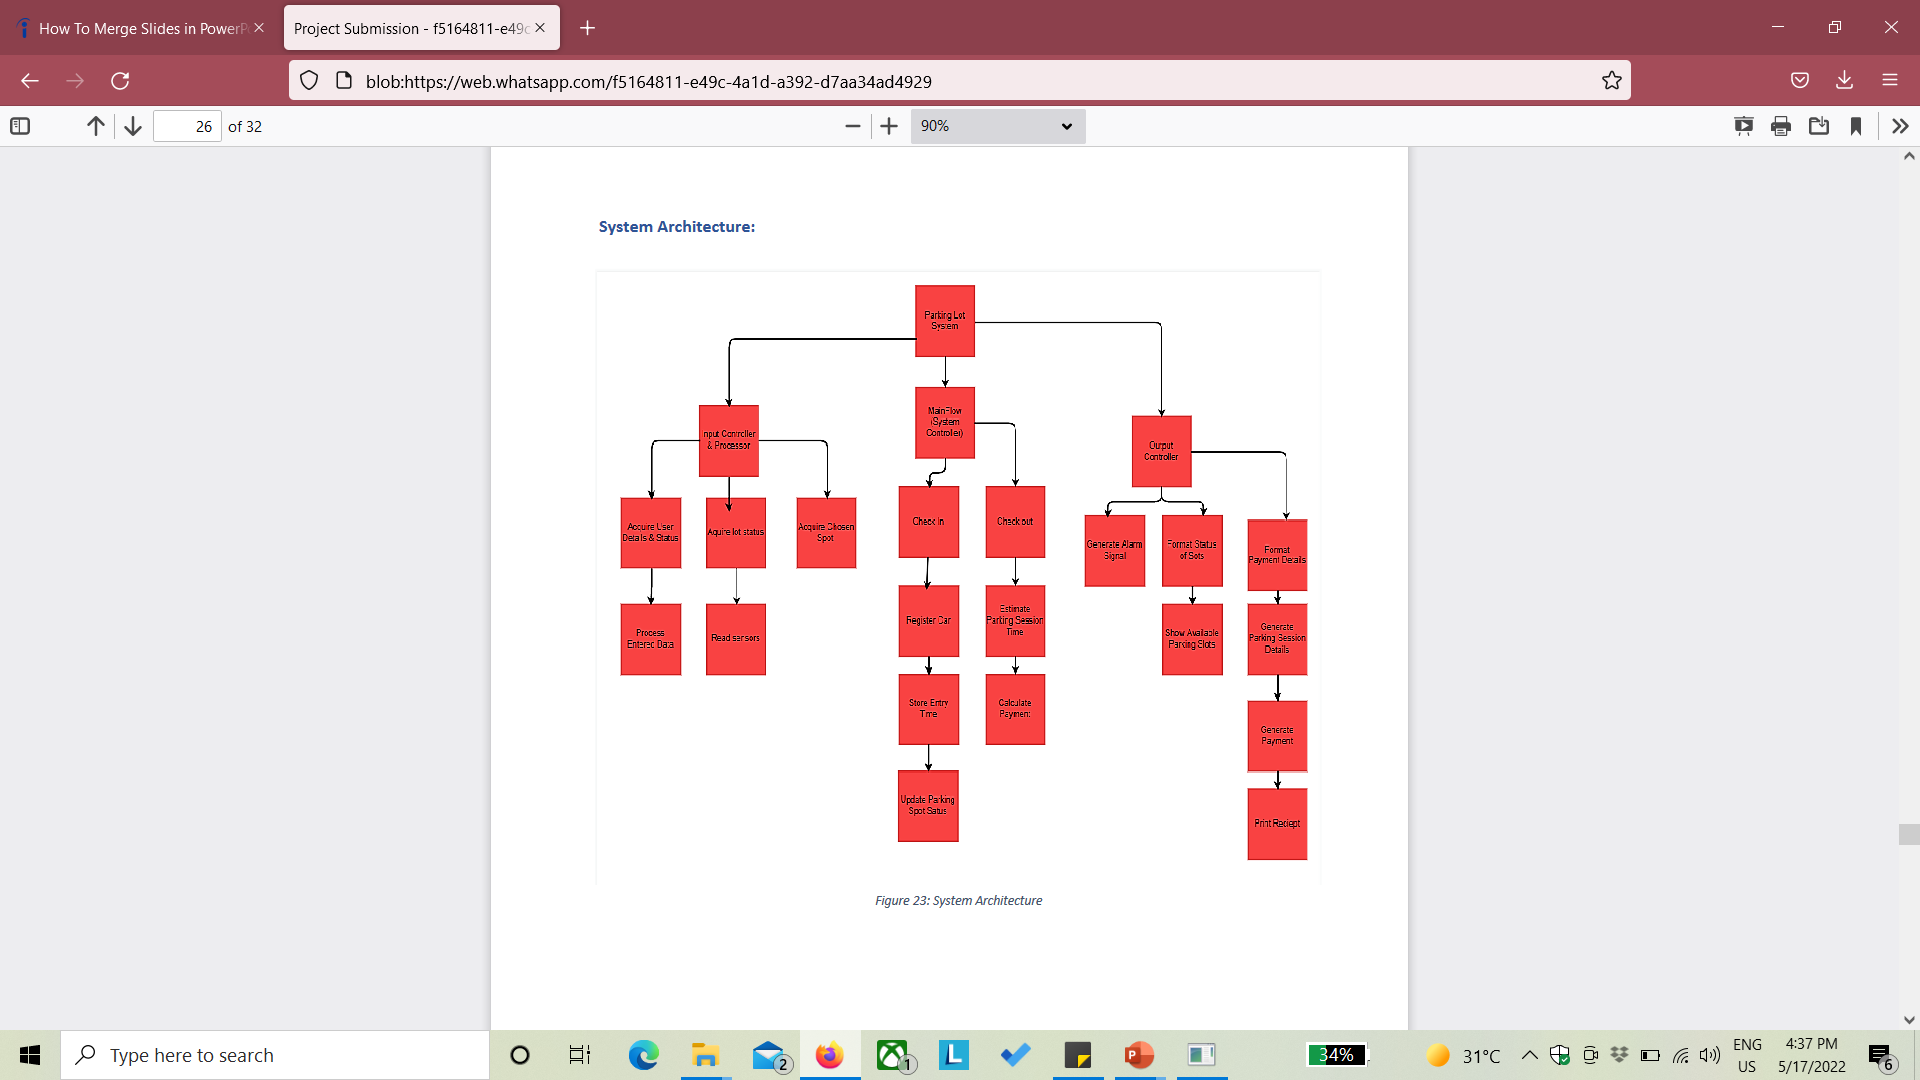 How To Merge Slides in PowerP
Project Submission - f5164811-e49c
blob:https://web.whatsapp.com/f5164811-e49c-4a1d-a392-d7aa34ad4929
26 of 32
90%
System Architecture:
Parking Lot
System
Main Flow
(System
Controller)
Input Controller
& Processor
Output
Controller
Acquire User
Details & Status
Aquire lot status
Acquire Chosen
Spot
Check In
Check out
Generate Alarm
Signal
Format Status
of Sots
Format
Payment Details
Process
Entered Data
Read sensors
Register Car
Estimate
Parking Session
Time
Show Available
Parking Slots
Generate
Parking Session
Details
Store Entry
Time
Calculate
Payment
Generate
Payment
Update Parking
Spot Satus
Print Reciept
Figure 23: System Architecture
Type here to search
2
1
L
P
34%
31°C
ENG
US
4:37 PM
5/17/2022
6